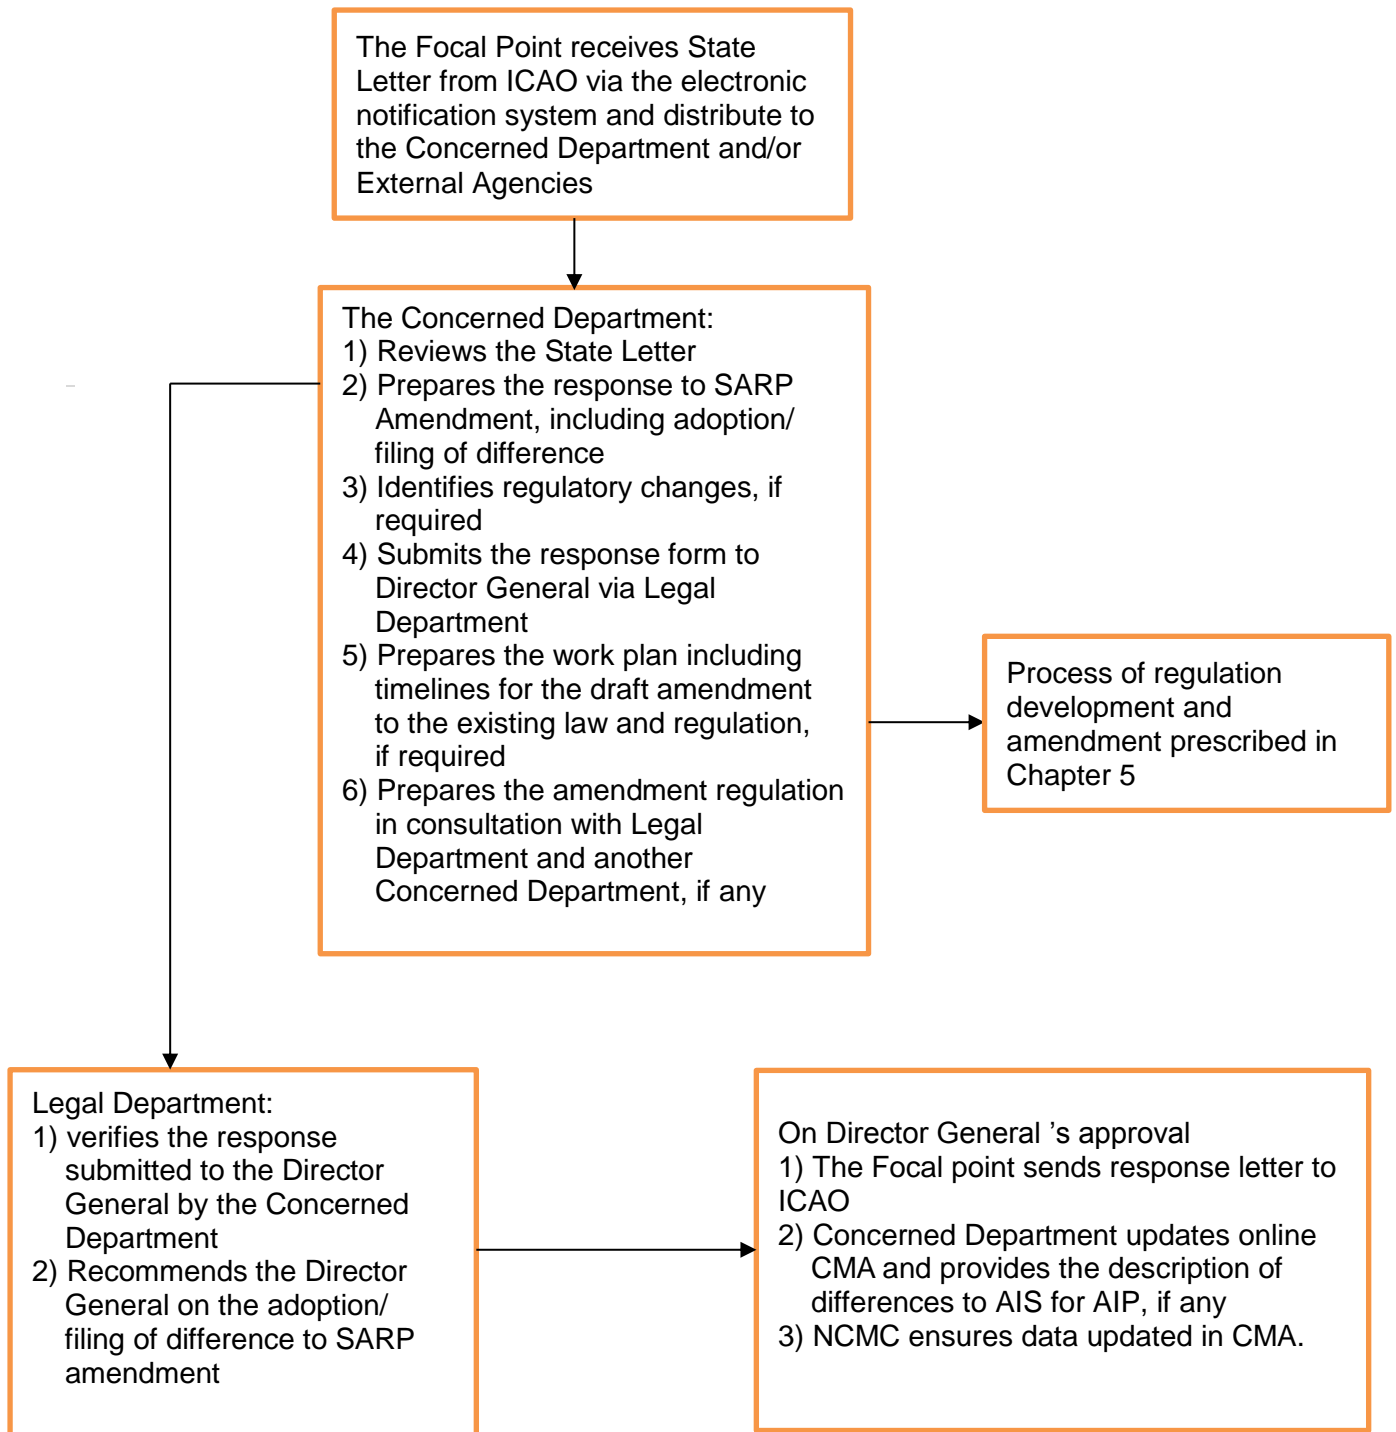 The Focal Point receives State
Letter from ICAO via the electronic
notification system and distribute to
the Concerned Department and/or
External Agencies
The Concerned Department:
1) Reviews the State Letter
2) Prepares the response to SARP
Amendment, including adoption/
filing of difference
3) Identifies regulatory changes, if
required
4) Submits the response form to
Director General via Legal
Department
5) Prepares the work plan including
timelines for the draft amendment
to the existing law and regulation,
if required
6) Prepares the amendment regulation
in consultation with Legal
Department and another
Concerned Department, if any
Process of regulation
development and
amendment prescribed in
Chapter 5
Legal Department:
1) verifies the response
submitted to the Director
General by the Concerned
Department
2) Recommends the Director
General on the adoption/
filing of difference to SARP
amendment
On Director General ’s approval
1) The Focal point sends response letter to
ICAO
2) Concerned Department updates online
CMA and provides the description of
differences to AIS for AIP, if any
3) NCMC ensures data updated in CMA.